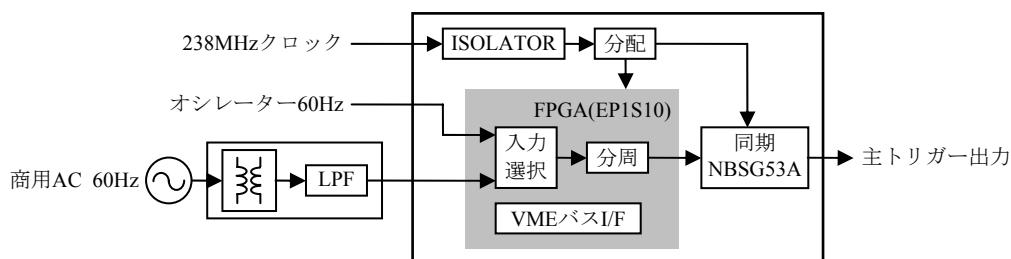 238MHzクロック
ISOLATOR
分配
オシレーター60Hz
FPGA(EP1S10)
入力
選択
分周
同期
NBSG53A
主トリガー出力
商用AC 60Hz
LPF
VMEバスI/F